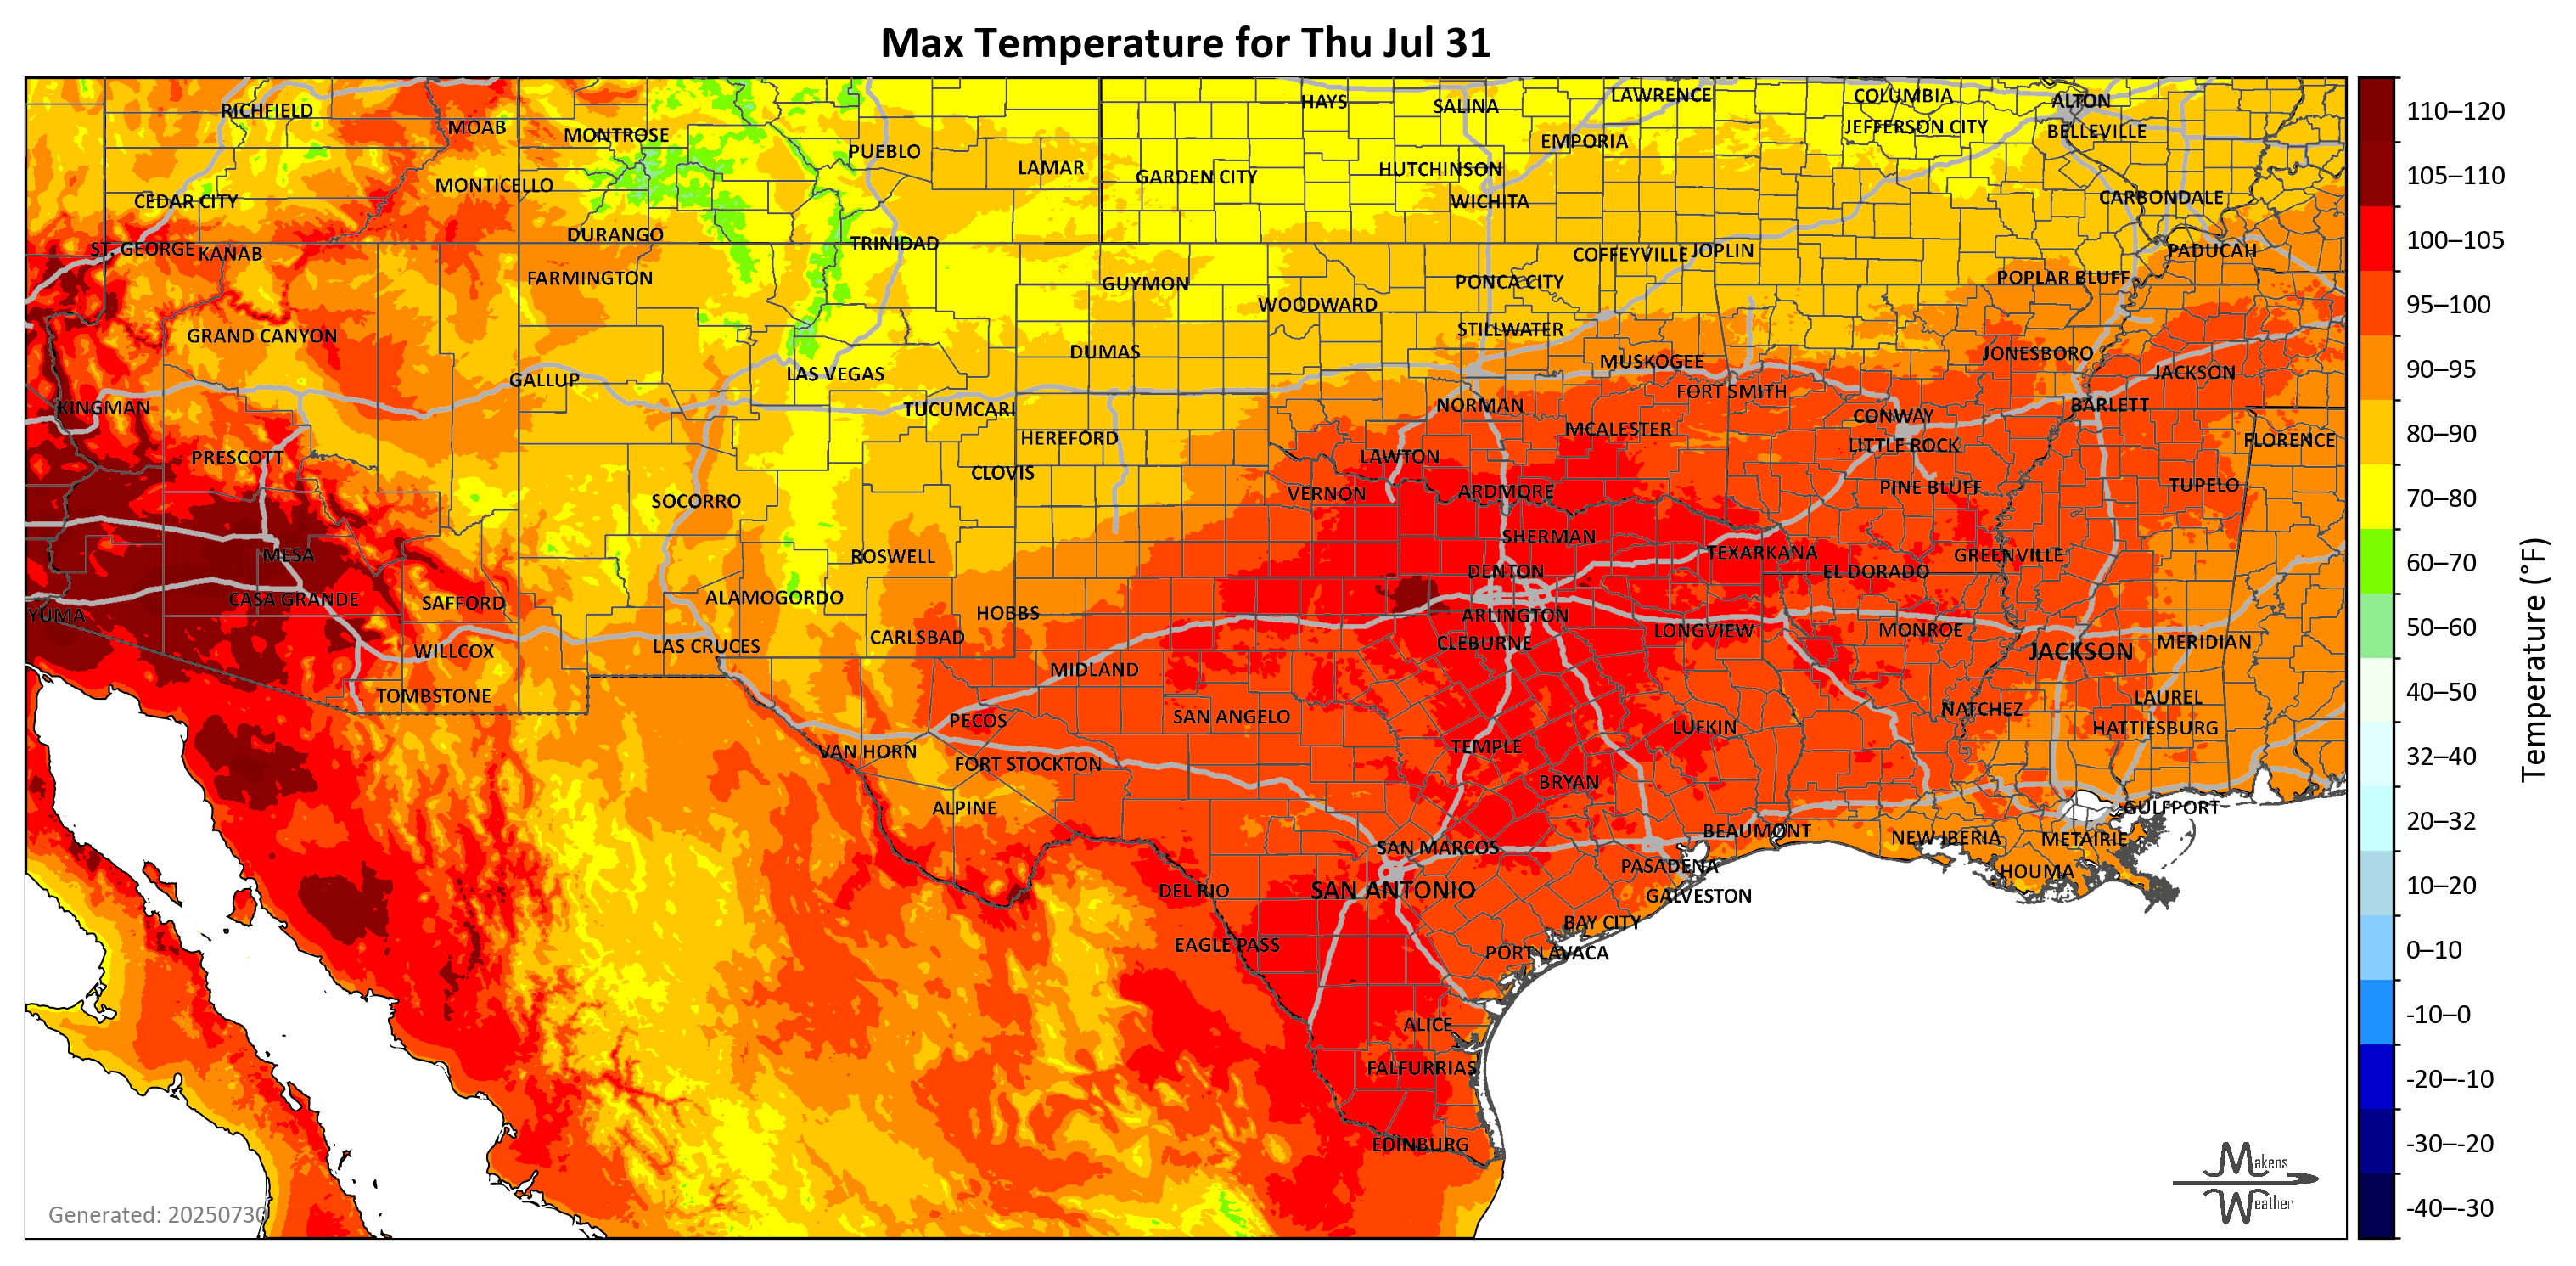 Max Temperature for Thu Jul 31
RICHFIELD
MOAB
MONTROSE
PUEBLO
LAMAR
HAYS
SALINA
LAWRENCE
COLUMBIA
ALTON
EMPORIA
JEFFERSON CITY
BELLEVILLE
CEDAR CITY
MONTICELLO
GARDEN CITY
HUTCHINSON
WICHITA
CARBONDALE
ST. GEORGE
KANAB
DURANGO
TRINIDAD
COFFEYVILLE
JOPLIN
PADUCAH
FARMINGTON
GUYMON
WOODWARD
PONCA CITY
POPLAR BLUFF
GRAND CANYON
STILLWATER
DUMAS
MUSKOGEE
JONESBORO
GALLUP
LAS VEGAS
FORT SMITH
JACKSON
KINGMAN
TUCUMCARI
NORMAN
CONWAY
BARLETT
HEREFORD
MCALESTER
LITTLE ROCK
FLORENCE
PRESCOTT
CLOVIS
LAWTON
SOCORRO
VERNON
ARDMORE
PINE BLUFF
TUPELO
SHERMAN
MESA
ROSWELL
TEXARKANA
GREENVILLE
DENTON
EL DORADO
CASA GRANDE
SAFFORD
ALAMOGORDO
HOBBS
YUMA
ARLINGTON
WILLCOX
LAS CRUCES
CARLSBAD
CLEBURNE
LONGVIEW
MONROE
JACKSON
MERIDIAN
MIDLAND
TOMBSTONE
PECOS
SAN ANGELO
LUFKIN
NATCHEZ
LAUREL
HATTIESBURG
VAN HORN
FORT STOCKTON
TEMPLE
BRYAN
ALPINE
GULFPORT
SAN MARCOS
BEAUMONT
NEW IBERIA
METAIRIE
DEL RIO
SAN ANTONIO
PASADENA
HOUMA
GALVESTON
BAY CITY
EAGLE PASS
PORT LAVACA
ALICE
FALFURRIAS
EDINBURG
Generated: 20250730
Makens
Weather
110–120
105–110
100–105
95–100
90–95
80–90
70–80
60–70
50–60
40–50
32–40
20–32
10–20
0–10
-10–0
-20–-10
-30–-20
-40–-30
Temperature (°F)